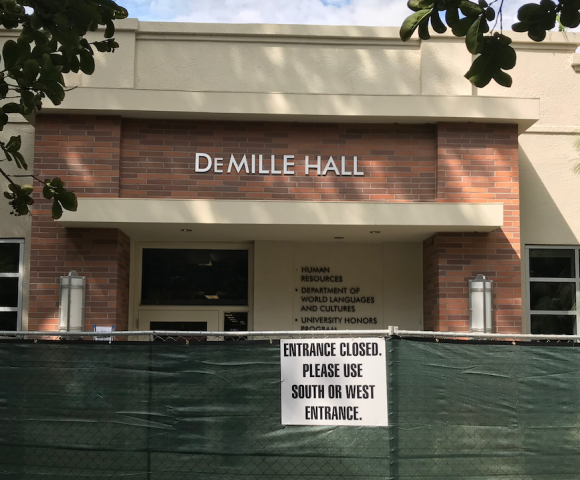 DEMILLE HALL
• HUMAN
RESOURCES
• DEPARTMENT OF
WORLD LANGUAGES
AND CULTURES
• UNIVERSITY HONORS
PROGRAM
ENTRANCE CLOSED.
PLEASE USE
SOUTH OR WEST
ENTRANCE.